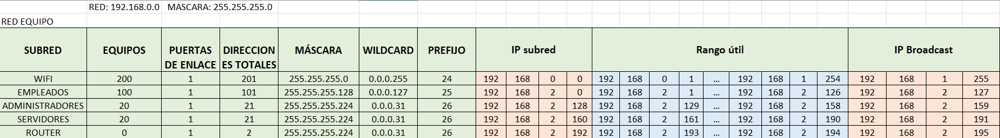 RED: 192.168.0.0 MASCARA: 255.255.255.0
RED EQUIPO
SUBRED EQUIPOS PUERTAS DE ENLACE DIRECCION ES TOTALES MÁSCARA WILDCARD PREFIJO IP subred Rango útil IP Broadcast
WIFI 200 1 201 255.255.255.0 0.0.0.255 24 192 168 0 0 192 168 0 1 ... 192 168 1 254 192 168 1 255
EMPLEADOS 100 1 101 255.255.255.128 0.0.0.127 25 192 168 2 0 192 168 2 1 ... 192 168 2 126 192 168 2 127
ADMINISTRADORES 20 1 21 255.255.255.224 0.0.0.31 26 192 168 2 128 192 168 2 129 ... 192 168 2 158 192 168 2 159
SERVIDORES 20 1 21 255.255.255.224 0.0.0.31 26 192 168 2 160 192 168 2 161 ... 192 168 2 190 192 168 2 191
ROUTER 0 1 2 255.255.255.224 0.0.0.31 26 192 168 2 192 192 168 2 193 ... 192 168 2 194 192 168 2 195